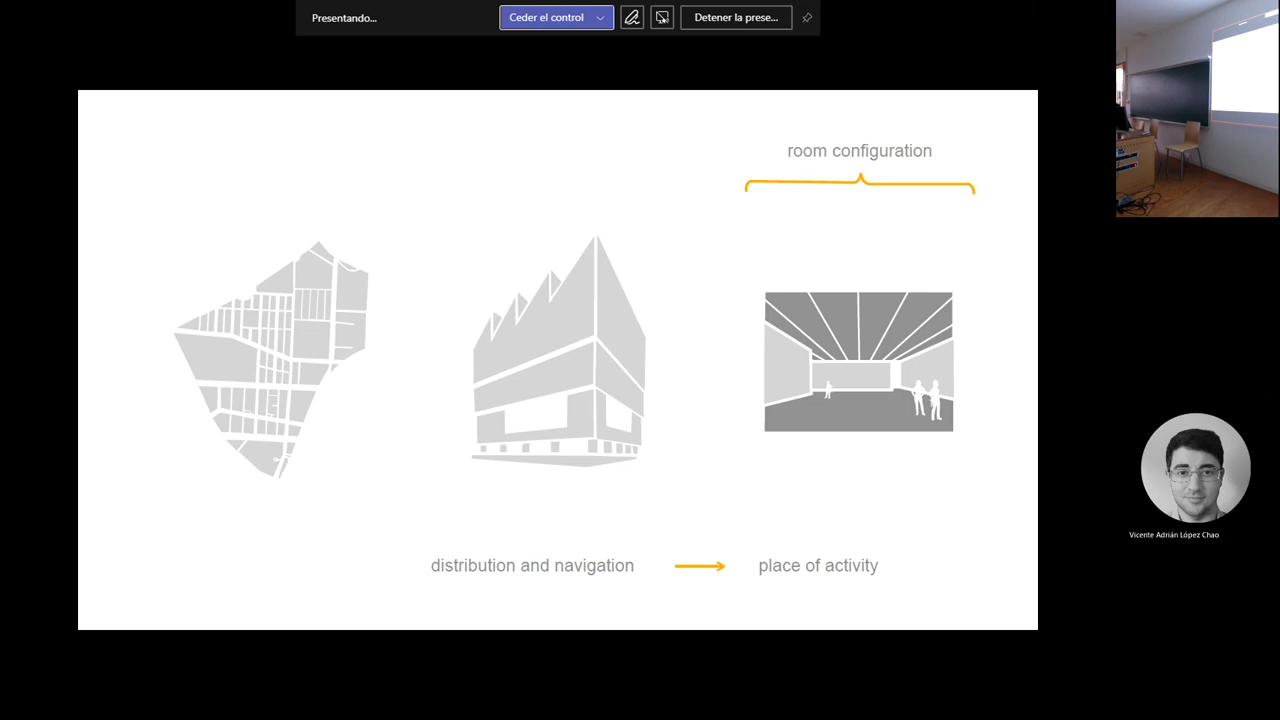 Presentando...
Ceder el control
Detener la prese...
room configuration
distribution and navigation
place of activity
Vicente Adrián López Chao